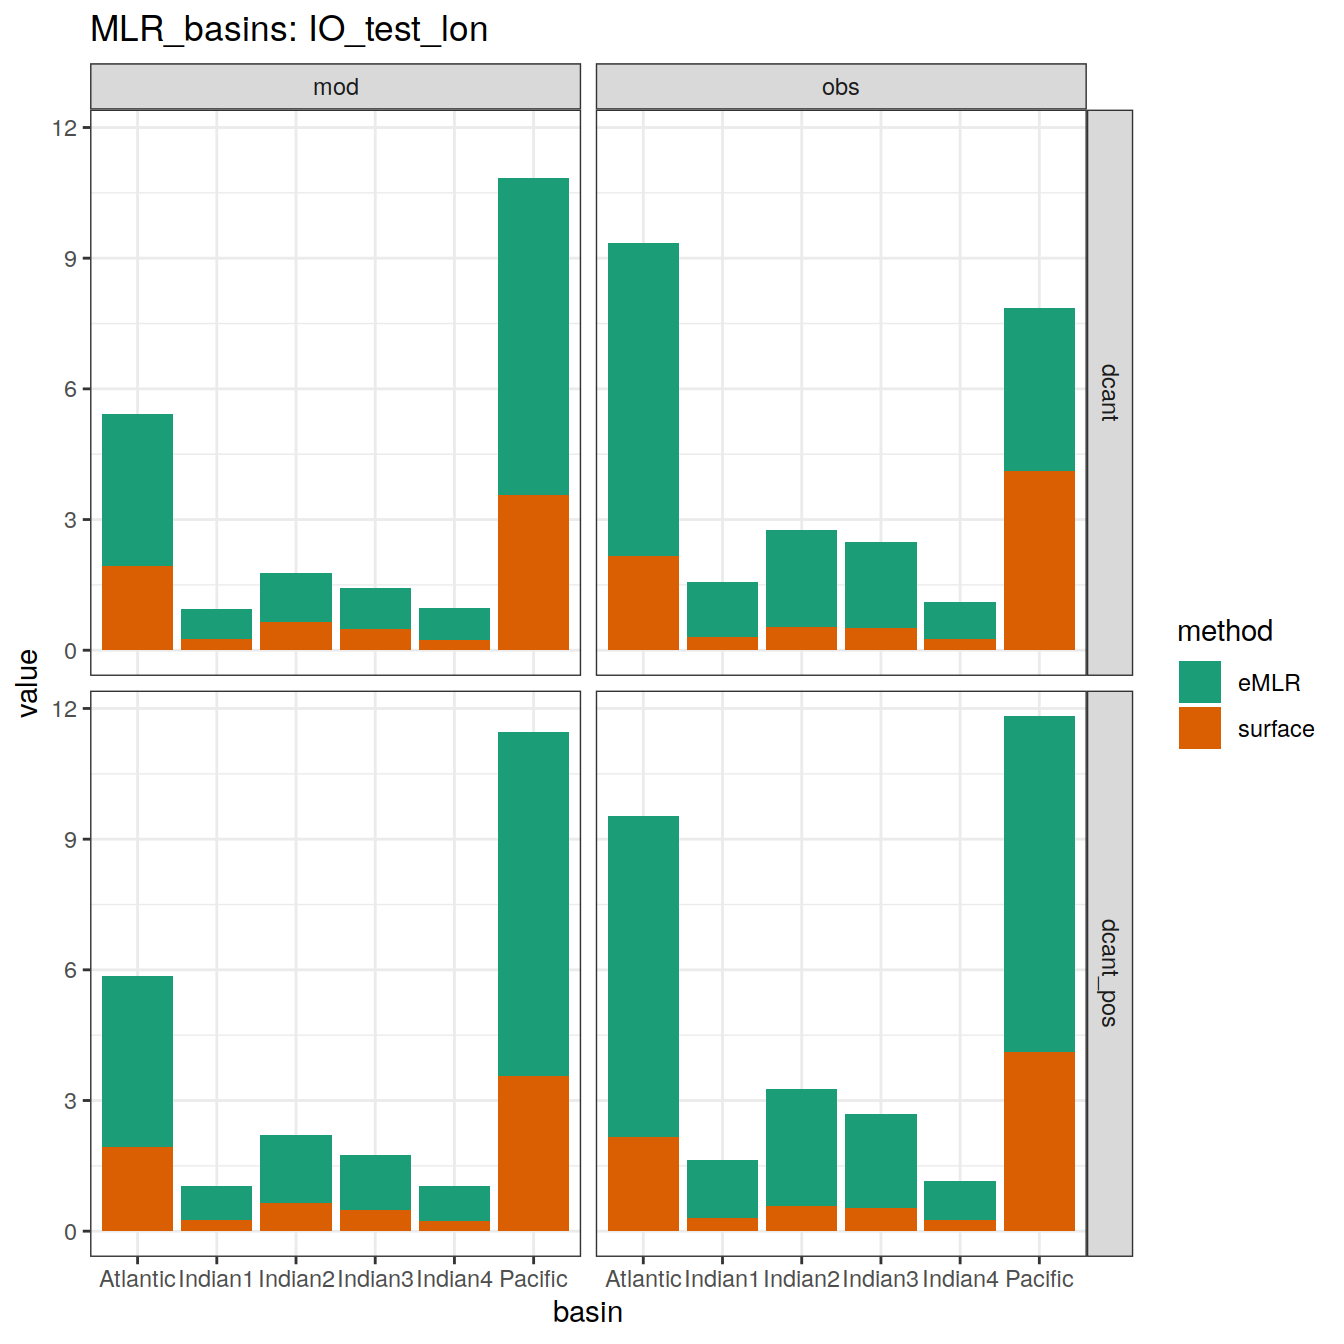 MLR_basins: IO_test_lon
mod
obs
12
9
6
3
0
dcant
12
9
6
3
0
dcant_pos
value
Atlantic Indian1 Indian2 Indian3 Indian4 Pacific
Atlantic Indian1 Indian2 Indian3 Indian4 Pacific
basin
method
eMLR
surface